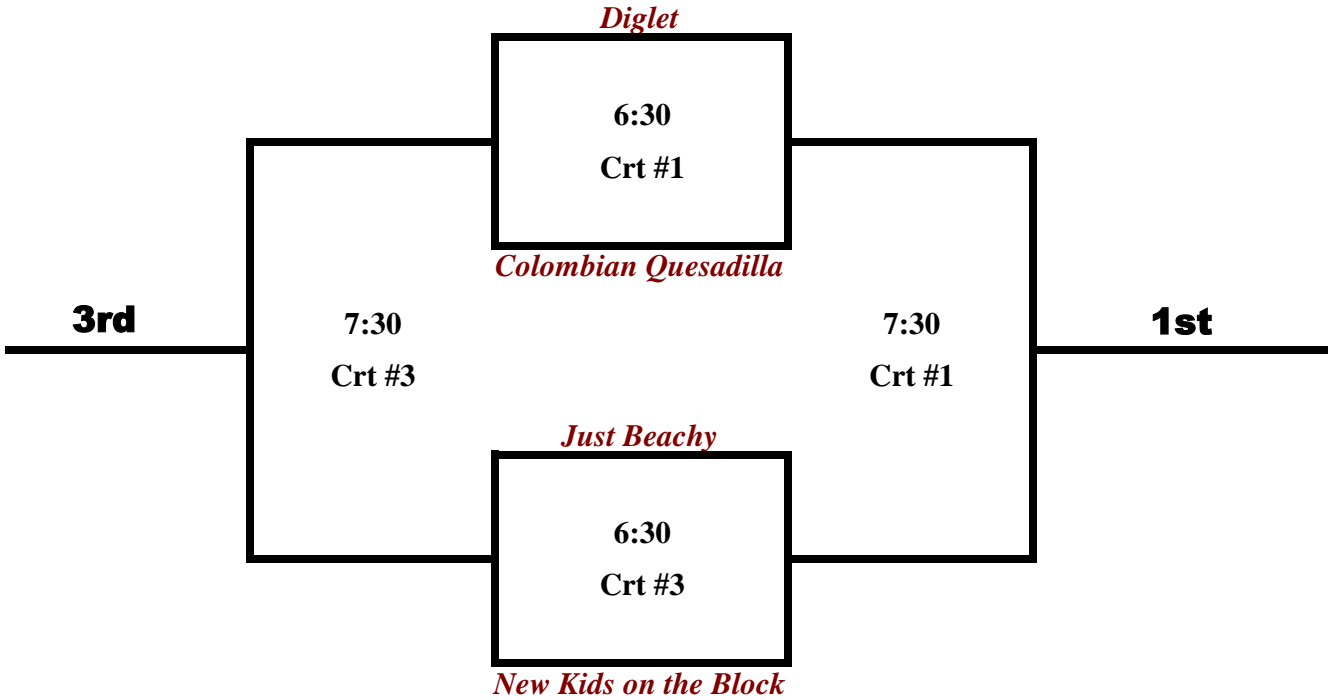 Diglet
6:30
Crt #1
Colombian Quesadilla
3rd
7:30
Crt #3
7:30
Crt #1
1st
Just Beachy
6:30
Crt #3
New Kids on the Block